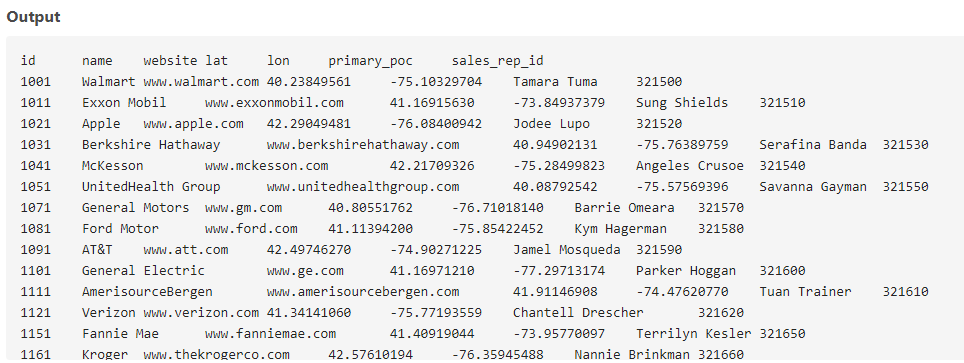 Output
id name website lat lon primary_poc sales_rep_id
1001 Walmart www.walmart.com 40.23849561 -75.10329704 Tamara Tuma 321500
1011 Exxon Mobil www.exxonmobil.com 41.16915630 -73.84937379 Sung Shields 321510
1021 Apple www.apple.com 42.29049481 -76.08400942 Jodee Lupo 321520
1031 Berkshire Hathaway www.berkshirehathaway.com 40.94902131 -75.76389759 Serafina Banda 321530
1041 McKesson www.mckesson.com 42.21709326 -75.28499823 Angeles Crusoe 321540
1051 UnitedHealth Group www.unitedhealthgroup.com 40.08792542 -75.57569396 Savanna Gayman 321550
1071 General Motors www.gm.com 40.80551762 -76.71018140 Barrie Omeara 321570
1081 Ford Motor www.ford.com 41.11394200 -75.85422452 Kym Hagerman 321580
1091 AT&T www.att.com 42.49746270 -74.90271225 Jamel Mosqueda 321590
1101 General Electric www.ge.com 41.16971210 -77.29713174 Parker Hoggan 321600
1111 AmerisourceBergen www.amerisourcebergen.com 41.91146908 -74.47620770 Tuan Trainer 321610
1121 Verizon www.verizon.com 41.34141060 -75.77193559 Chantell Drescher 321620
1151 Fannie Mae www.fanniemae.com 41.40919044 -73.95770097 Terrilyn Kesler 321650
1161 Kroger www.thekrogerco.com 42.57610194 -76.35945488 Nannie Brinkman 321660